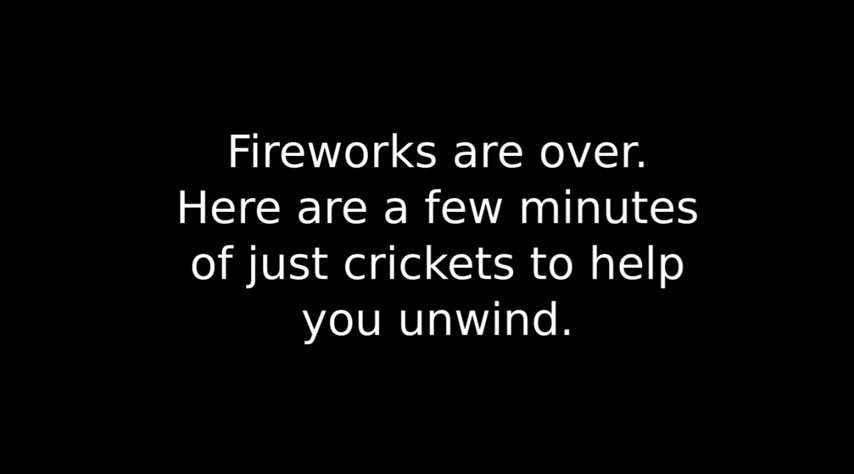 Fireworks are over.
Here are a few minutes
of just crickets to help
you unwind.